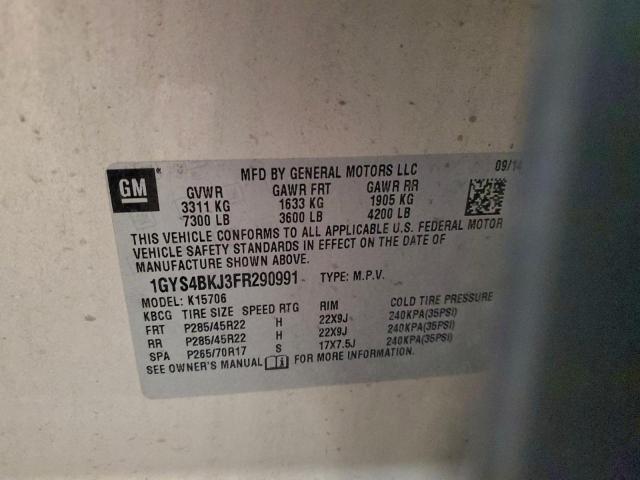 GM
MFD BY GENERAL MOTORS LLC 09/14
GVWR GAWR FRT GAWR RR
3311 KG 1633 KG 1905 KG
7300 LB 3600 LB 4200 LB
THIS VEHICLE CONFORMS TO ALL APPLICABLE U.S. FEDERAL MOTOR
VEHICLE SAFETY STANDARDS IN EFFECT ON THE DATE OF
MANUFACTURE SHOWN ABOVE.
1GYS4BKJ3FR290991 TYPE: M.P.V.
MODEL: K15706
KBCG TIRE SIZE SPEED RTG RIM COLD TIRE PRESSURE
FRT P285/45R22 H 22X9J 240KPA(35PSI)
RR P285/45R22 H 22X9J 240KPA(35PSI)
SPA P265/70R17 S 17X7.5J 240KPA(35PSI)
SEE OWNER'S MANUAL FOR MORE INFORMATION.